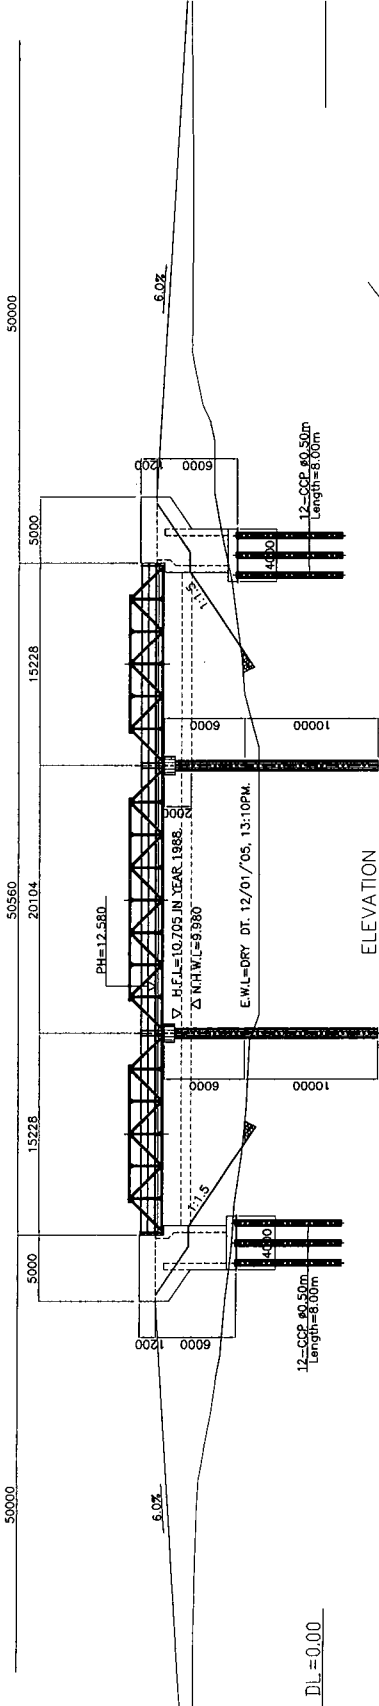 50000
50560
50000
5000
15228
20104
15228
5000
6.0%
PH=12.580
6.0%
1200
6000
1200
6000
1:1.5
1:1.5
2000
H.F.L=10.705 IN YEAR 1988
N.H.W.L=9.980
E.W.L=DRY DT. 12/01/'05, 13:10PM.
6000
10000
6000
10000
4000
4000
12-CCP ø0.50m
Length=8.00m
12-CCP ø0.50m
Length=8.00m
DL=0.00
ELEVATION